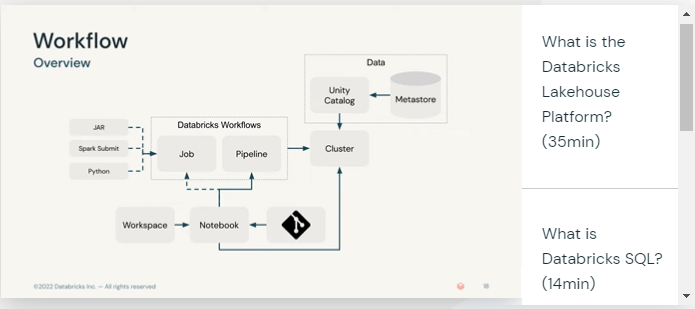 Workflow
Overview
Data
Unity
Catalog
Metastore
JAR
Spark Submit
Python
Databricks Workflows
Job
Pipeline
Cluster
Workspace
Notebook
©2022 Databricks Inc. — All rights reserved
What is the
Databricks
Lakehouse
Platform?
(35min)
What is
Databricks SQL?
(14min)